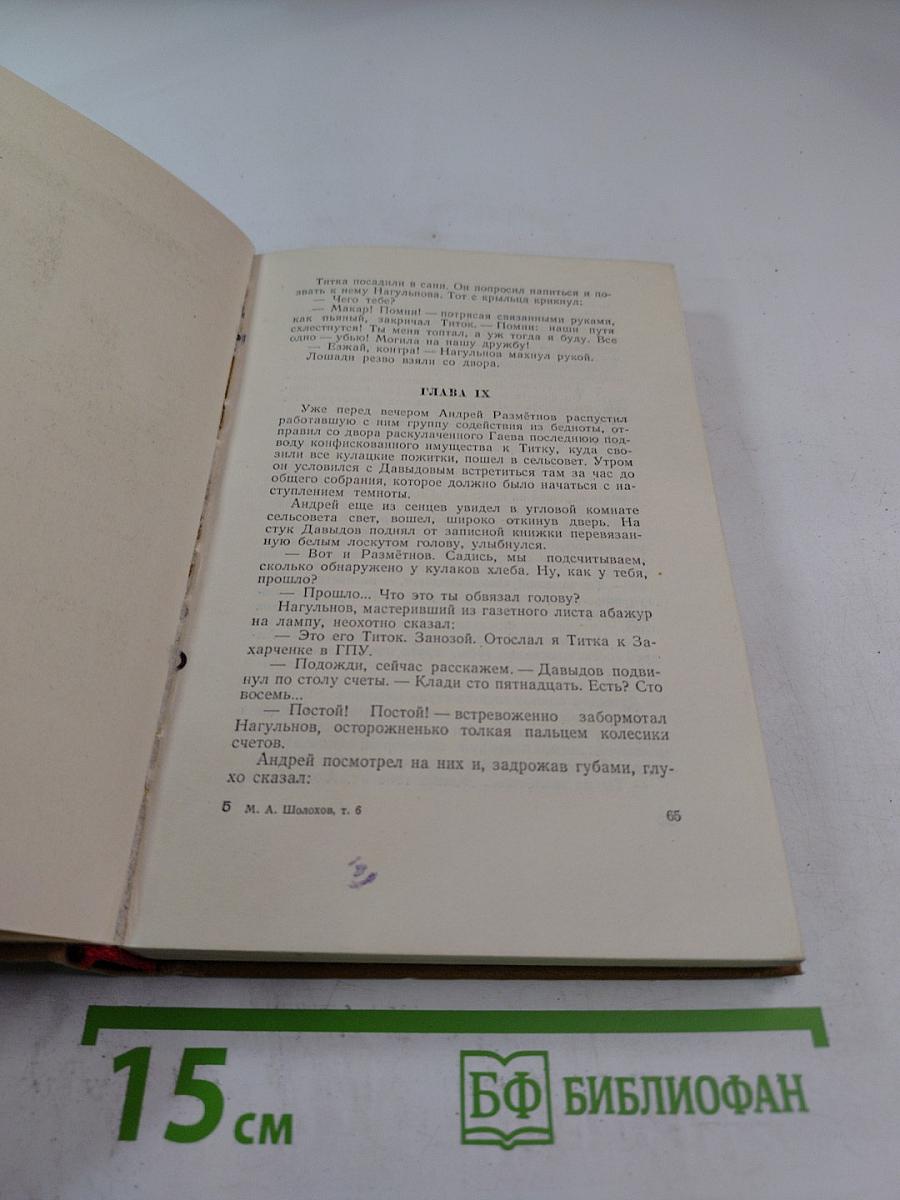 Титка посадили в сани. Он попросил напиться и по-
звать к нему Нагульнова. Тот с крыльца крикнул:
— Чего тебе?
— Макар! Помни! — потрясая связанными руками,
как пьяный, закричал Титок. — Помни: наши путя
схлестнутся! Ты меня топтал, а уж тогда я буду. Все
одно — убью! Могила на нашу дружбу!
— Езжай, контра! — Нагульнов махнул рукой.
Лошади резво взяли со двора.
ГЛАВА IX
Уже перед вечером Андрей Размётнов распустил
работавшую с ним группу содействия из бедноты, от-
правил со двора раскулаченного Гаева последнюю под-
воду конфискованного имущества к Титку, куда сво-
зили все кулацкие пожитки, пошел в сельсовет. Утром
он условился с Давыдовым встретиться там за час до
общего собрания, которое должно было начаться с на-
ступлением темноты.
Андрей еще из сенцев увидел в угловой комнате
сельсовета свет, вошел, широко откинув дверь. На
стук Давыдов поднял от записной книжки перевязан-
ную белым лоскутом голову, улыбнулся.
— Вот и Размётнов. Садись, мы подсчитываем,
сколько обнаружено у кулаков хлеба. Ну, как у тебя,
прошло?
— Прошло... Что это ты обвязал голову?
Нагульнов, мастеривший из газетного листа абажур
на лампу, неохотно сказал:
— Это его Титок. Занозой. Отослал я Титка к За-
харченке в ГПУ.
— Подожди, сейчас расскажем. — Давыдов подви-
нул по столу счеты. — Клади сто пятнадцать. Есть? Сто
восемь...
— Постой! Постой! — встревоженно забормотал
Нагульнов, осторожненько толкая пальцем колесики
счетов.
Андрей посмотрел на них и, задрожав губами, глу-
хо сказал:
5 М. А. Шолохов, т. 6
65
15 см
БФ БИБЛИОФАН